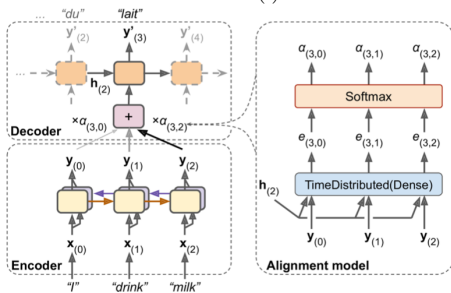 ... "du" "lait"
y'(2) y'(3) y'(4)
... h(2)
Decoder ×α(3,0) + ×α(3,2)
y(0) y(1) y(2)
x(0) x(1) x(2)
Encoder
"I" "drink" "milk"
α(3,0) α(3,1) α(3,2)
Softmax
e(3,0) e(3,1) e(3,2)
TimeDistributed(Dense)
h(2)
y(0) y(1) y(2)
Alignment model